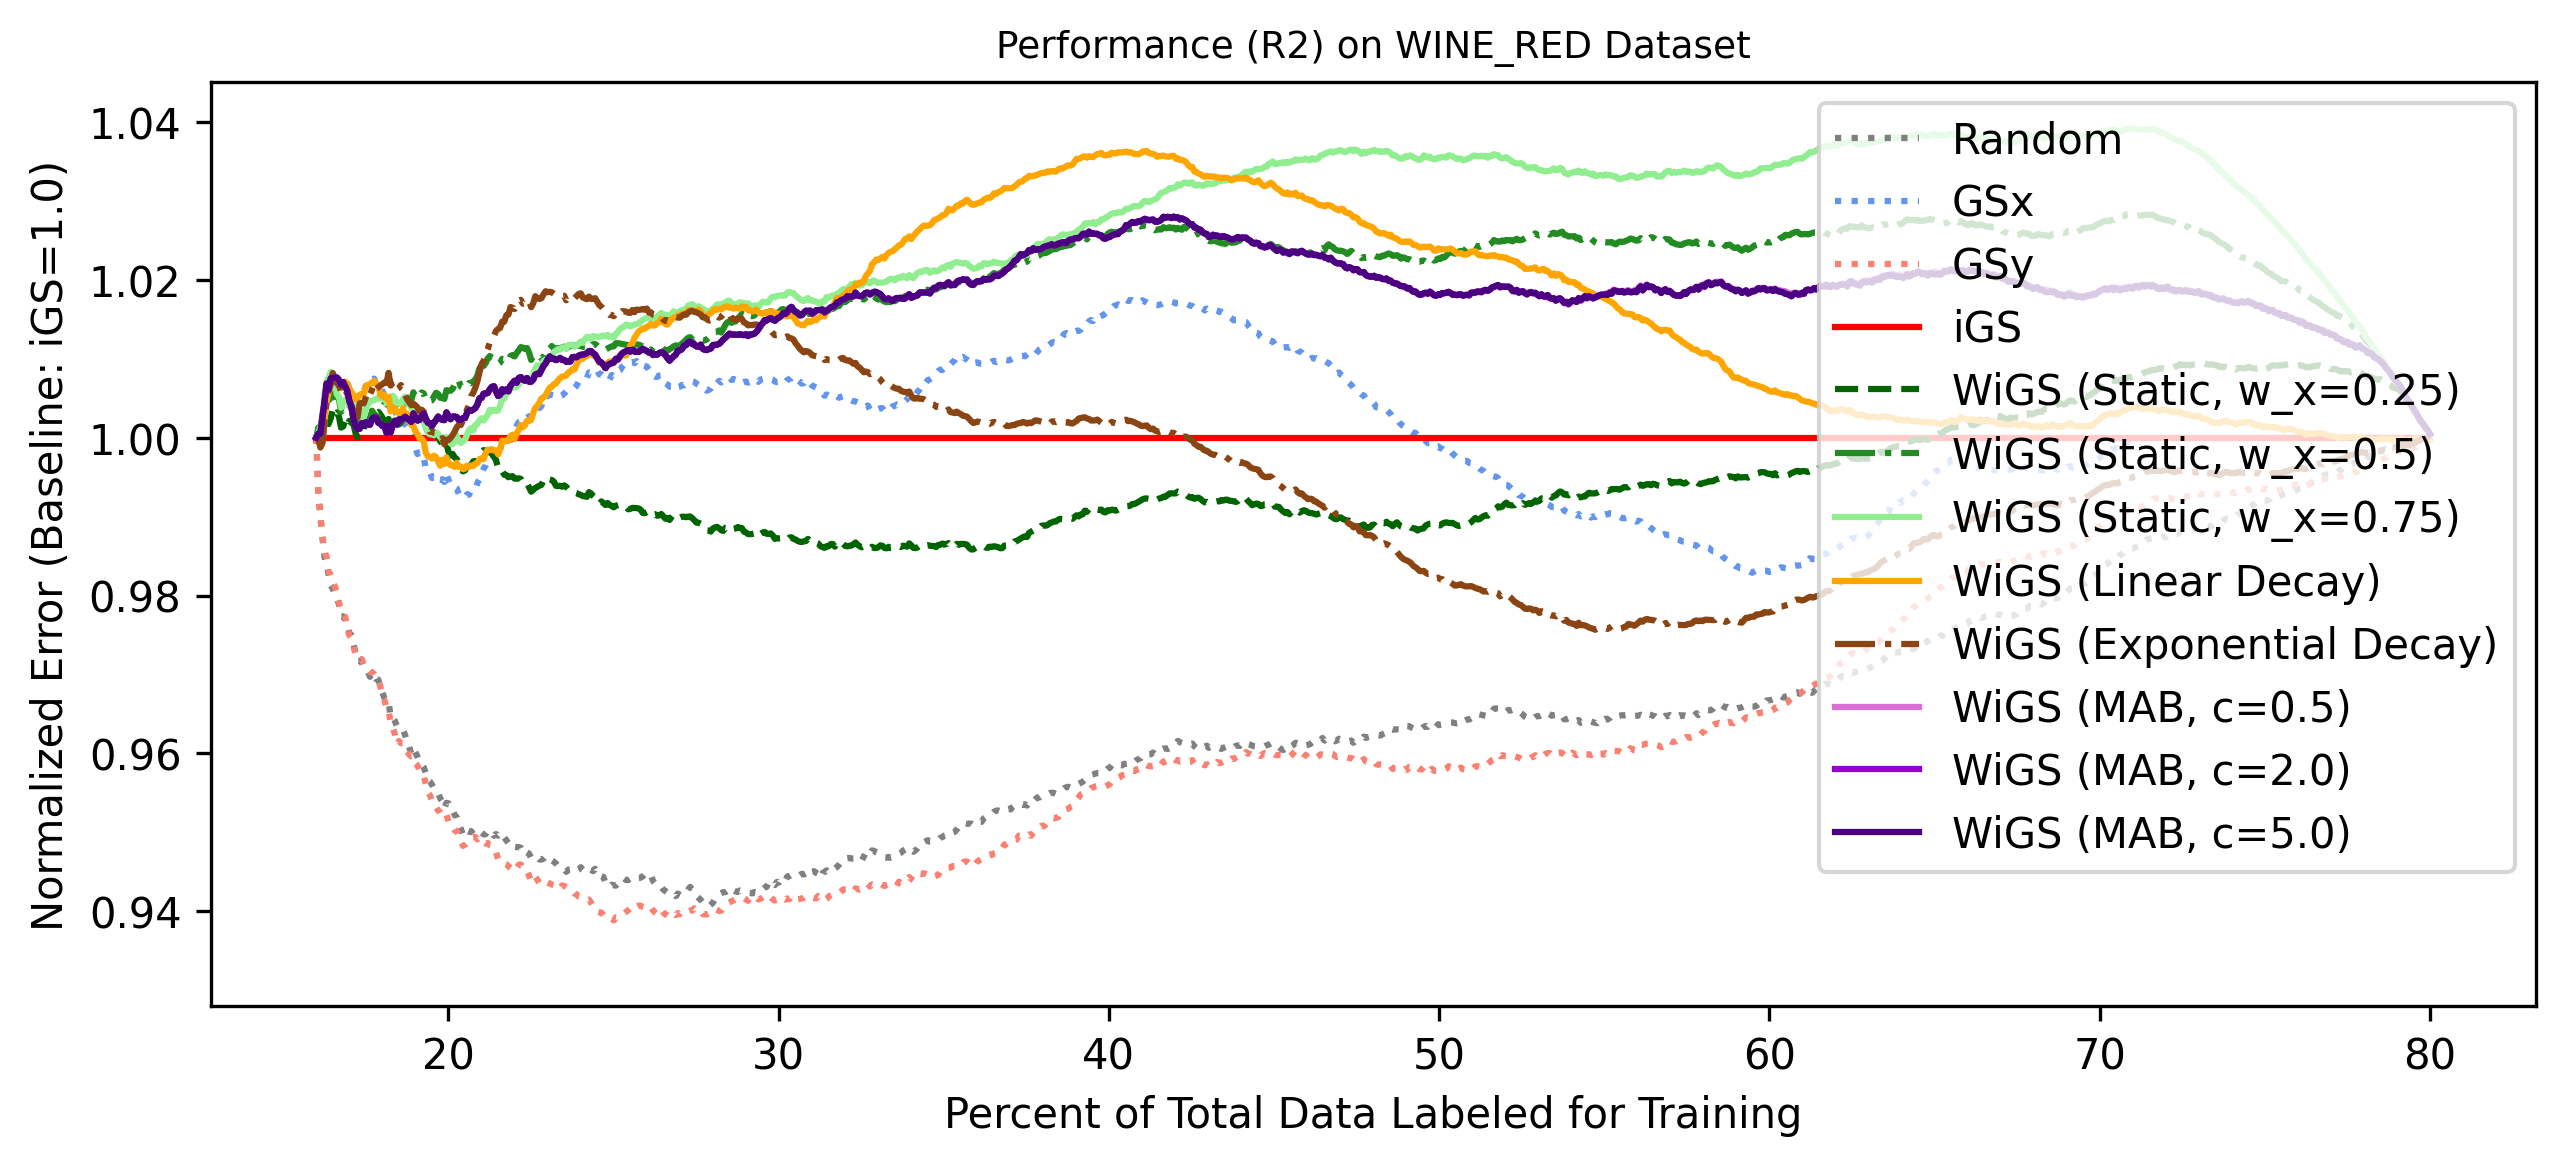 Performance (R2) on WINE_RED Dataset
Normalized Error (Baseline: iGS=1.0)
1.04
1.02
1.00
0.98
0.96
0.94
Random
GSx
GSy
iGS
WiGS (Static, w_x=0.25)
WiGS (Static, w_x=0.5)
WiGS (Static, w_x=0.75)
WiGS (Linear Decay)
WiGS (Exponential Decay)
WiGS (MAB, c=0.5)
WiGS (MAB, c=2.0)
WiGS (MAB, c=5.0)
20 30 40 50 60 70 80
Percent of Total Data Labeled for Training